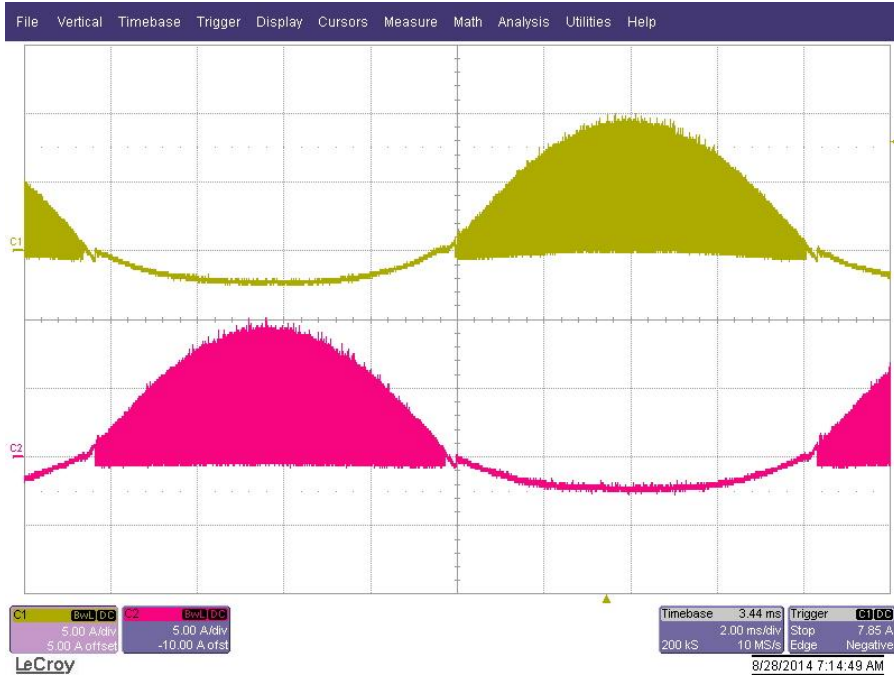 File Vertical Timebase Trigger Display Cursors Measure Math Analysis Utilities Help
C1
C2
C1 BwL DC
5.00 A/div
5.00 A offset
C2 BwL DC
5.00 A/div
-10.00 A ofst
Timebase 3.44 ms
2.00 ms/div
200 kS 10 MS/s
Trigger C1 DC
Stop 7.85 A
Edge Negative
LeCroy
8/28/2014 7:14:49 AM